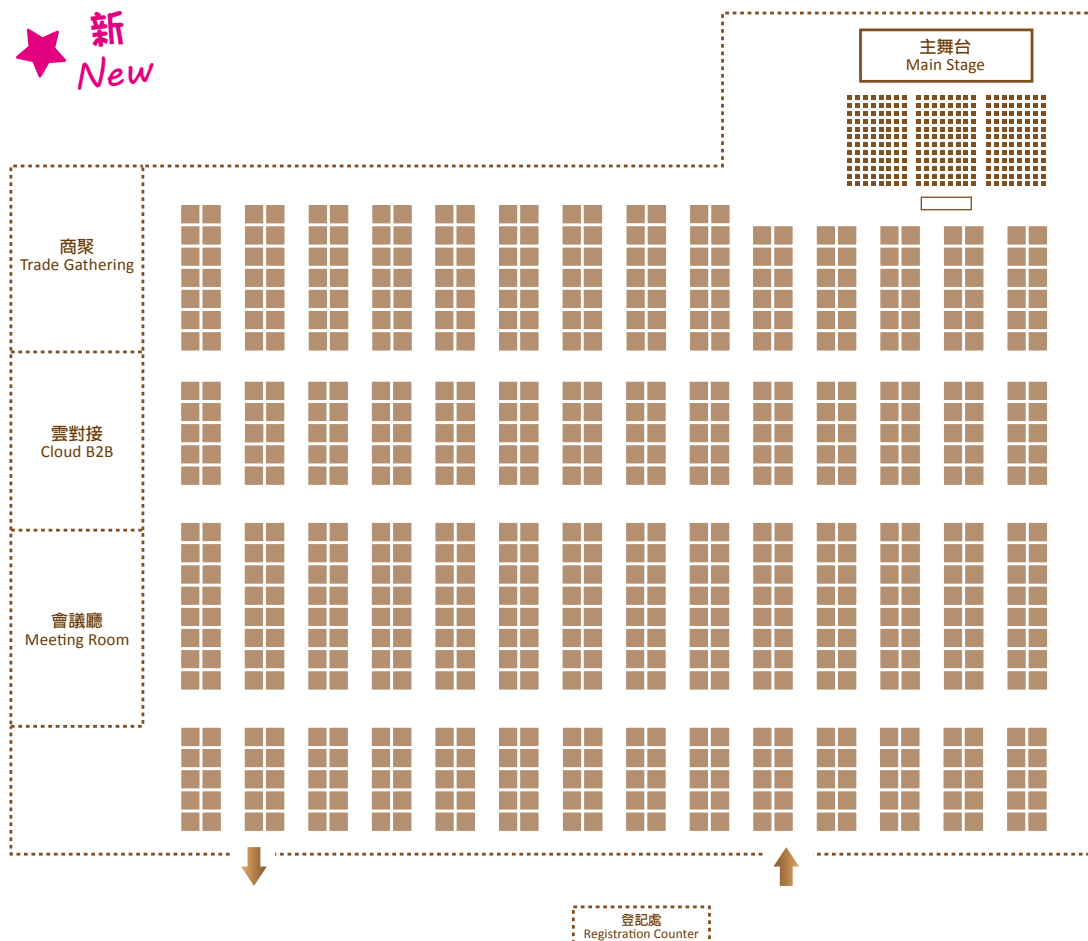 新
New
主舞台
Main Stage
商聚
Trade Gathering
雲對接
Cloud B2B
會議廳
Meeting Room
登記處
Registration Counter